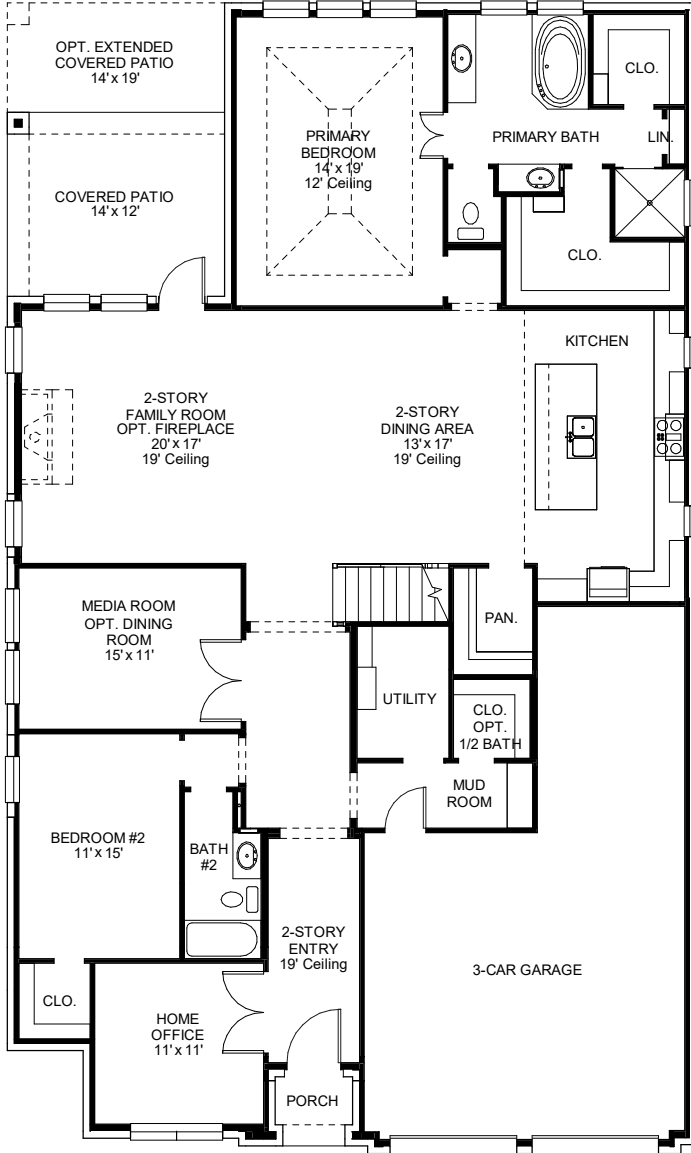 OPT. EXTENDED
COVERED PATIO
14' x 19'
CLO.
PRIMARY
BEDROOM
14' x 19'
12' Ceiling
PRIMARY BATH
LIN.
COVERED PATIO
14' x 12'
CLO.
KITCHEN
2-STORY
FAMILY ROOM
OPT. FIREPLACE
20' x 17'
19' Ceiling
2-STORY
DINING AREA
13' x 17'
19' Ceiling
MEDIA ROOM
OPT. DINING
ROOM
15' x 11'
PAN.
UTILITY
CLO.
OPT.
1/2 BATH
MUD
ROOM
BEDROOM #2
11' x 15'
BATH
#2
2-STORY
ENTRY
19' Ceiling
3-CAR GARAGE
CLO.
HOME
OFFICE
11' x 11'
PORCH